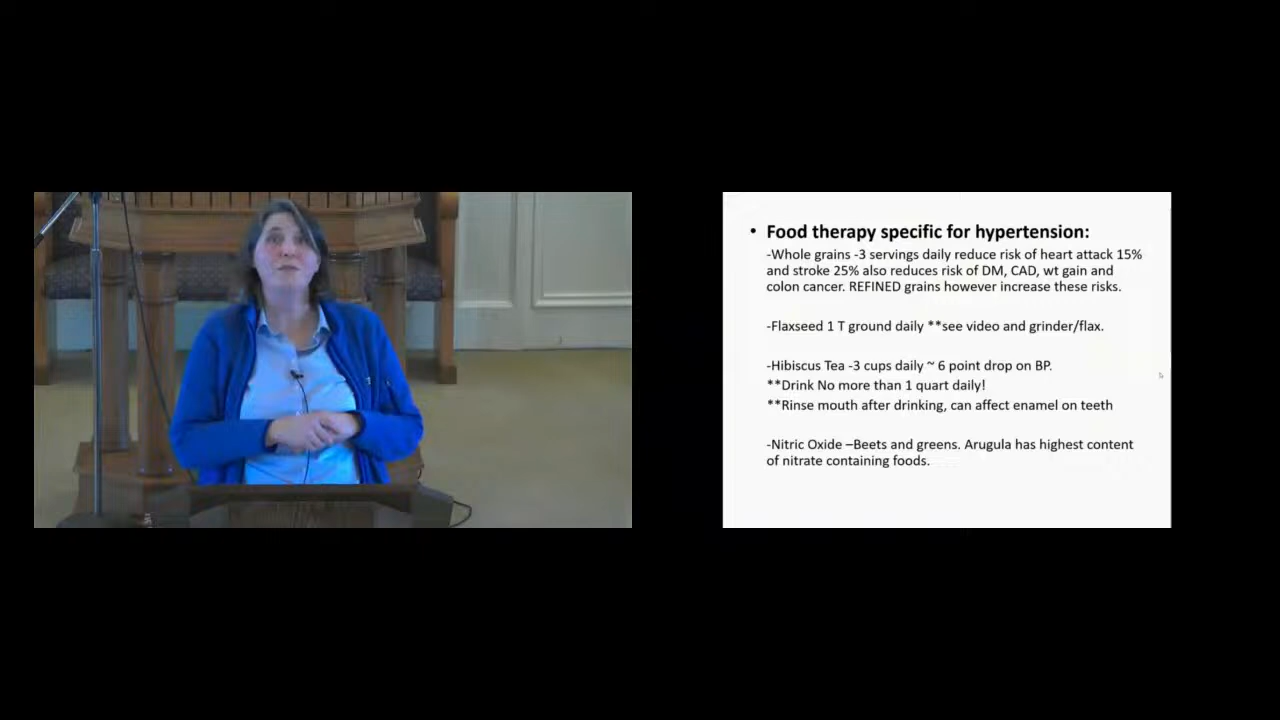 • Food therapy specific for hypertension:
-Whole grains -3 servings daily reduce risk of heart attack 15%
and stroke 25% also reduces risk of DM, CAD, wt gain and
colon cancer. REFINED grains however increase these risks.
-Flaxseed 1 T ground daily **see video and grinder/flax.
-Hibiscus Tea -3 cups daily ~ 6 point drop on BP.
**Drink No more than 1 quart daily!
**Rinse mouth after drinking, can affect enamel on teeth
-Nitric Oxide –Beets and greens. Arugula has highest content
of nitrate containing foods.